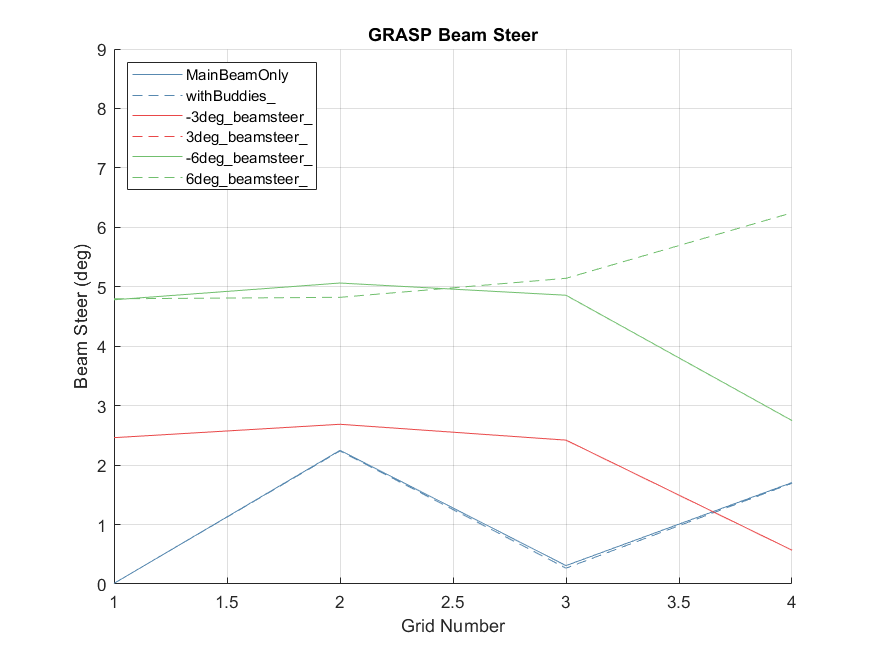 GRASP Beam Steer
9
8
7
6
5
4
3
2
1
0
Beam Steer (deg)
MainBeamOnly
withBuddies_
-3deg_beamsteer_
3deg_beamsteer_
-6deg_beamsteer_
6deg_beamsteer_
1 1.5 2 2.5 3 3.5 4
Grid Number